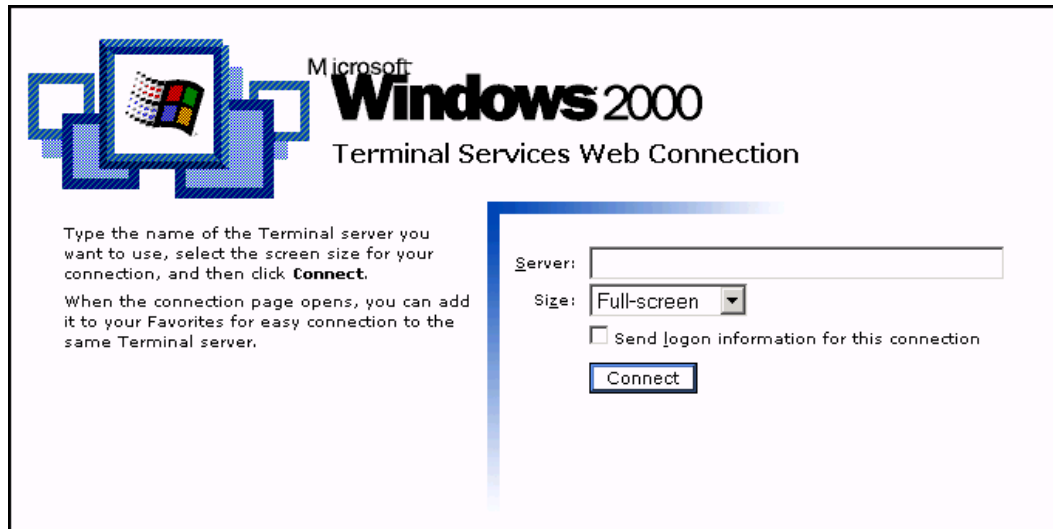 Microsoft
Windows 2000
Terminal Services Web Connection
Type the name of the Terminal server you
want to use, select the screen size for your
connection, and then click Connect.
When the connection page opens, you can add
it to your Favorites for easy connection to the
same Terminal server.
Server:
Size: Full-screen
Send logon information for this connection
Connect